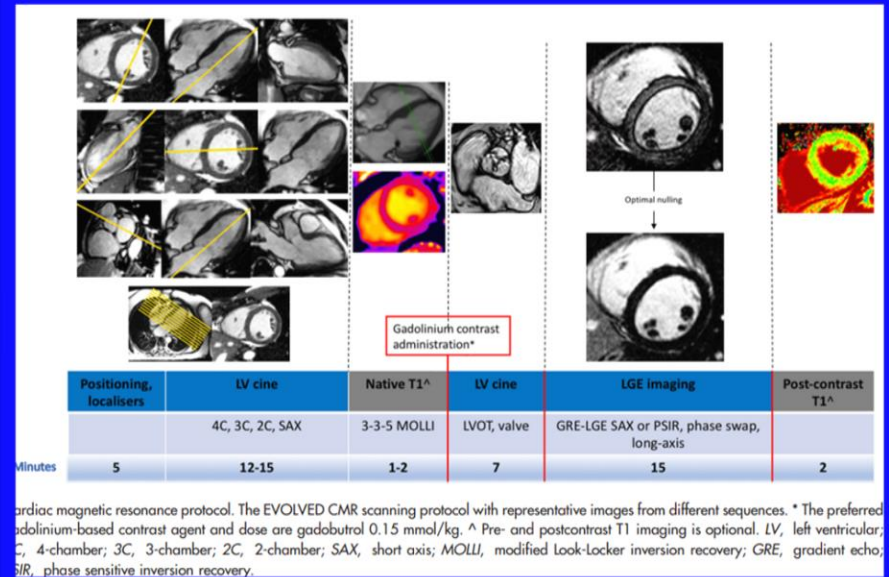 Optimal nulling
Gadolinium contrast
administration*
Positioning, localisers
LV cine
Native T1^
LV cine
LGE imaging
Post-contrast T1^
4C, 3C, 2C, SAX
3-3-5 MOLLI
LVOT, valve
GRE-LGE SAX or PSIR, phase swap, long-axis
Minutes 5 12-15 1-2 7 15 2
ardiac magnetic resonance protocol. The EVOLVED CMR scanning protocol with representative images from different sequences. * The preferred
adolinium-based contrast agent and dose are gadobutrol 0.15 mmol/kg. ^ Pre- and postcontrast T1 imaging is optional. LV, left ventricular;
C, 4-chamber; 3C, 3-chamber; 2C, 2-chamber; SAX, short axis; MOLLI, modified Look-Locker inversion recovery; GRE, gradient echo;
SIR, phase sensitive inversion recovery.